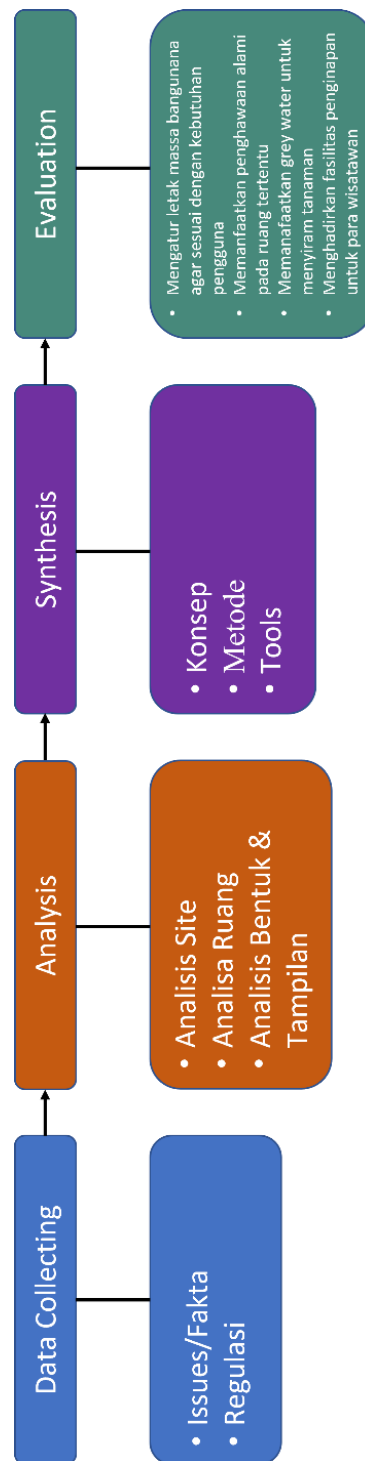 Data Collecting
• Issues/Fakta
• Regulasi
Analysis
• Analisis Site
• Analisa Ruang
• Analisis Bentuk &
Tampilan
Synthesis
• Konsep
• Metode
• Tools
Evaluation
• Mengatur letak massa bangunana
agar sesuai dengan kebutuhan
pengguna
• Memanfaatkan penghawaan alami
pada ruang tertentu
• Memanafaatkan grey water untuk
menyiram tanaman
• Menghadirkan fasilitas penginapan
untuk para wisatawan